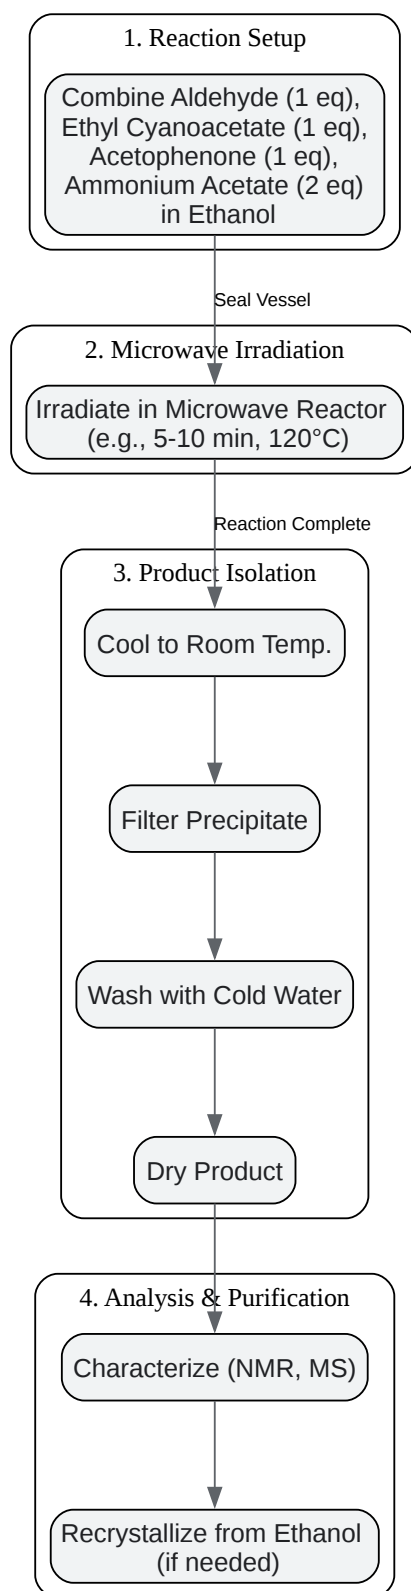 1. Reaction Setup
Combine Aldehyde (1 eq),
Ethyl Cyanoacetate (1 eq),
Acetophenone (1 eq),
Ammonium Acetate (2 eq)
in Ethanol
Seal Vessel
2. Microwave Irradiation
Irradiate in Microwave Reactor
(e.g., 5-10 min, 120°C)
Reaction Complete
3. Product Isolation
Cool to Room Temp.
Filter Precipitate
Wash with Cold Water
Dry Product
4. Analysis & Purification
Characterize (NMR, MS)
Recrystallize from Ethanol
(if needed)